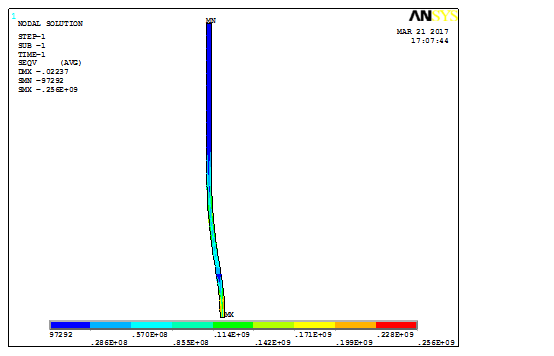 1
NODAL SOLUTION
STEP=1
SUB =1
TIME=1
SEQV (AVG)
DMX =.02237
SMN =97292
SMX =.256E+09
MN
ANSYS
MAR 21 2017
17:07:44
MX
97292 .286E+08 .570E+08 .855E+08 .114E+09 .142E+09 .171E+09 .199E+09 .228E+09 .256E+09